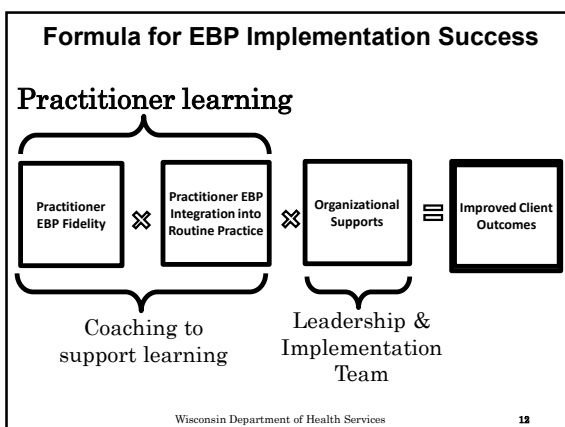 Formula for EBP Implementation Success
Practitioner learning
Practitioner
EBP Fidelity
Practitioner EBP
Integration into
Routine Practice
Organizational
Supports
Improved Client
Outcomes
Coaching to
support learning
Leadership &
Implementation
Team
Wisconsin Department of Health Services